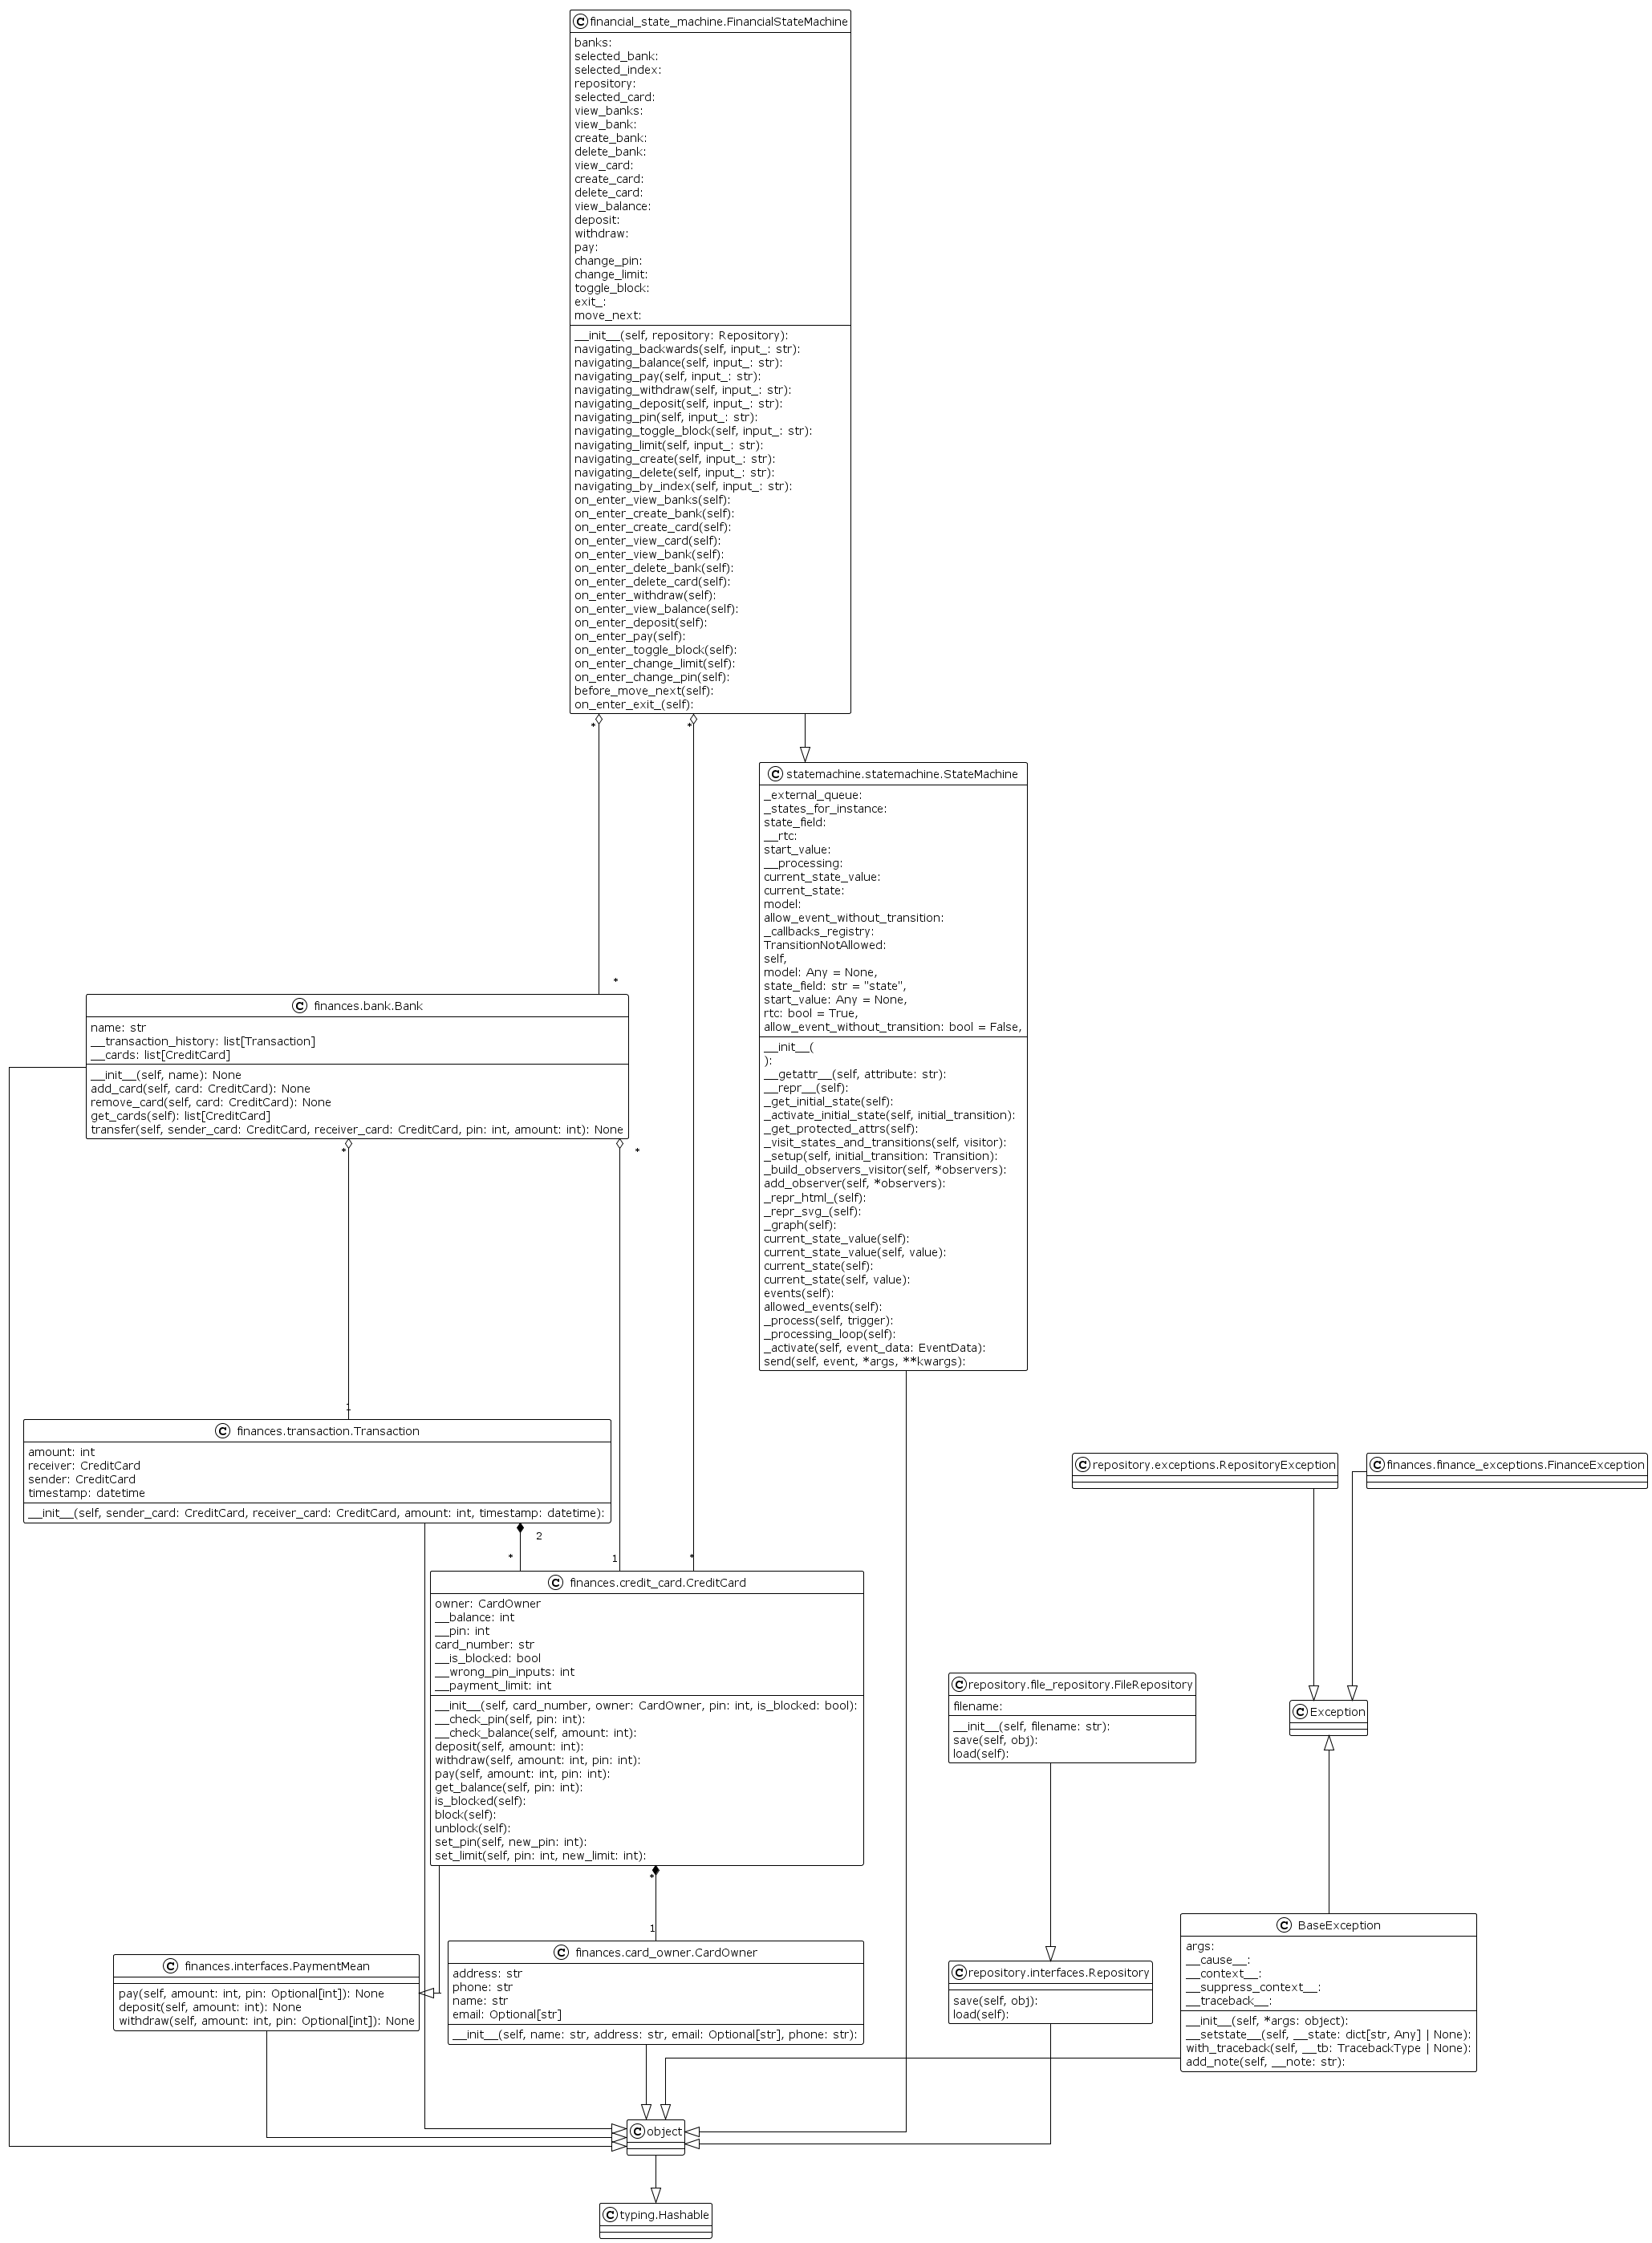 C financial_state_machine.FinancialStateMachine
banks:
selected_bank:
selected_index:
repository:
selected_card:
view_banks:
view_bank:
create_bank:
delete_bank:
view_card:
create_card:
delete_card:
view_balance:
deposit:
withdraw:
pay:
change_pin:
change_limit:
toggle_block:
exit_:
move_next:
__init__(self, repository: Repository):
navigating_backwards(self, input_: str):
navigating_balance(self, input_: str):
navigating_pay(self, input_: str):
navigating_withdraw(self, input_: str):
navigating_deposit(self, input_: str):
navigating_pin(self, input_: str):
navigating_toggle_block(self, input_: str):
navigating_limit(self, input_: str):
navigating_create(self, input_: str):
navigating_delete(self, input_: str):
navigating_by_index(self, input_: str):
on_enter_view_banks(self):
on_enter_create_bank(self):
on_enter_create_card(self):
on_enter_view_card(self):
on_enter_view_bank(self):
on_enter_delete_bank(self):
on_enter_delete_card(self):
on_enter_withdraw(self):
on_enter_view_balance(self):
on_enter_deposit(self):
on_enter_pay(self):
on_enter_toggle_block(self):
on_enter_change_limit(self):
on_enter_change_pin(self):
before_move_next(self):
on_enter_exit_(self):
* *
C statemachine.statemachine.StateMachine
_external_queue:
_states_for_instance:
state_field:
__rtc:
start_value:
__processing:
current_state_value:
current_state:
model:
allow_event_without_transition:
_callbacks_registry:
TransitionNotAllowed:
self,
model: Any = None,
state_field: str = "state",
start_value: Any = None,
rtc: bool = True,
allow_event_without_transition: bool = False,
__init__(
):
__getattr__(self, attribute: str):
__repr__(self):
_get_initial_state(self):
_activate_initial_state(self, initial_transition):
_get_protected_attrs(self):
_visit_states_and_transitions(self, visitor):
_setup(self, initial_transition: Transition):
_build_observers_visitor(self, *observers):
add_observer(self, *observers):
_repr_html_(self):
_repr_svg_(self):
_graph(self):
current_state_value(self):
current_state_value(self, value):
current_state(self):
current_state(self, value):
events(self):
allowed_events(self):
_process(self, trigger):
_processing_loop(self):
_activate(self, event_data: EventData):
send(self, event, *args, **kwargs):
*
C finances.bank.Bank
name: str
__transaction_history: list[Transaction]
__cards: list[CreditCard]
__init__(self, name): None
add_card(self, card: CreditCard): None
remove_card(self, card: CreditCard): None
get_cards(self): list[CreditCard]
transfer(self, sender_card: CreditCard, receiver_card: CreditCard, pin: int, amount: int): None
* *
1
C finances.transaction.Transaction
amount: int
receiver: CreditCard
sender: CreditCard
timestamp: datetime
__init__(self, sender_card: CreditCard, receiver_card: CreditCard, amount: int, timestamp: datetime):
2
* 1 *
C repository.exceptions.RepositoryException
C finances.finance_exceptions.FinanceException
C finances.credit_card.CreditCard
owner: CardOwner
__balance: int
__pin: int
card_number: str
__is_blocked: bool
__wrong_pin_inputs: int
__payment_limit: int
__init__(self, card_number, owner: CardOwner, pin: int, is_blocked: bool):
__check_pin(self, pin: int):
__check_balance(self, amount: int):
deposit(self, amount: int):
withdraw(self, amount: int, pin: int):
pay(self, amount: int, pin: int):
get_balance(self, pin: int):
is_blocked(self):
block(self):
unblock(self):
set_pin(self, new_pin: int):
set_limit(self, pin: int, new_limit: int):
C repository.file_repository.FileRepository
filename:
__init__(self, filename: str):
save(self, obj):
load(self):
C Exception
*
1
C finances.interfaces.PaymentMean
pay(self, amount: int, pin: Optional[int]): None
deposit(self, amount: int): None
withdraw(self, amount: int, pin: Optional[int]): None
C finances.card_owner.CardOwner
address: str
phone: str
name: str
email: Optional[str]
__init__(self, name: str, address: str, email: Optional[str], phone: str):
C repository.interfaces.Repository
save(self, obj):
load(self):
C BaseException
args:
__cause__:
__context__:
__suppress_context__:
__traceback__:
__init__(self, *args: object):
__setstate__(self, __state: dict[str, Any] | None):
with_traceback(self, __tb: TracebackType | None):
add_note(self, __note: str):
C object
C typing.Hashable